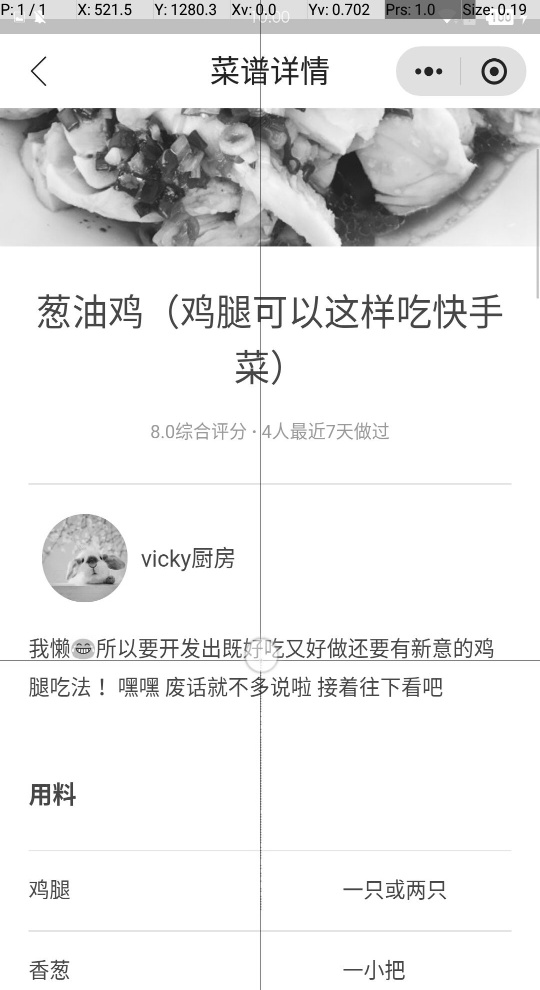 P: 1 / 1 X: 521.5 Y: 1280.3 Xv: 0.0 Yv: 0.702 Prs: 1.0 Size: 0.19
菜谱详情
葱油鸡（鸡腿可以这样吃快手
菜）
8.0综合评分 · 4人最近7天做过
vicky厨房
我懒😁所以要开发出既好吃又好做还要有新意的鸡
腿吃法！ 嘿嘿 废话就不多说啦 接着往下看吧
用料
鸡腿 一只或两只
香葱 一小把